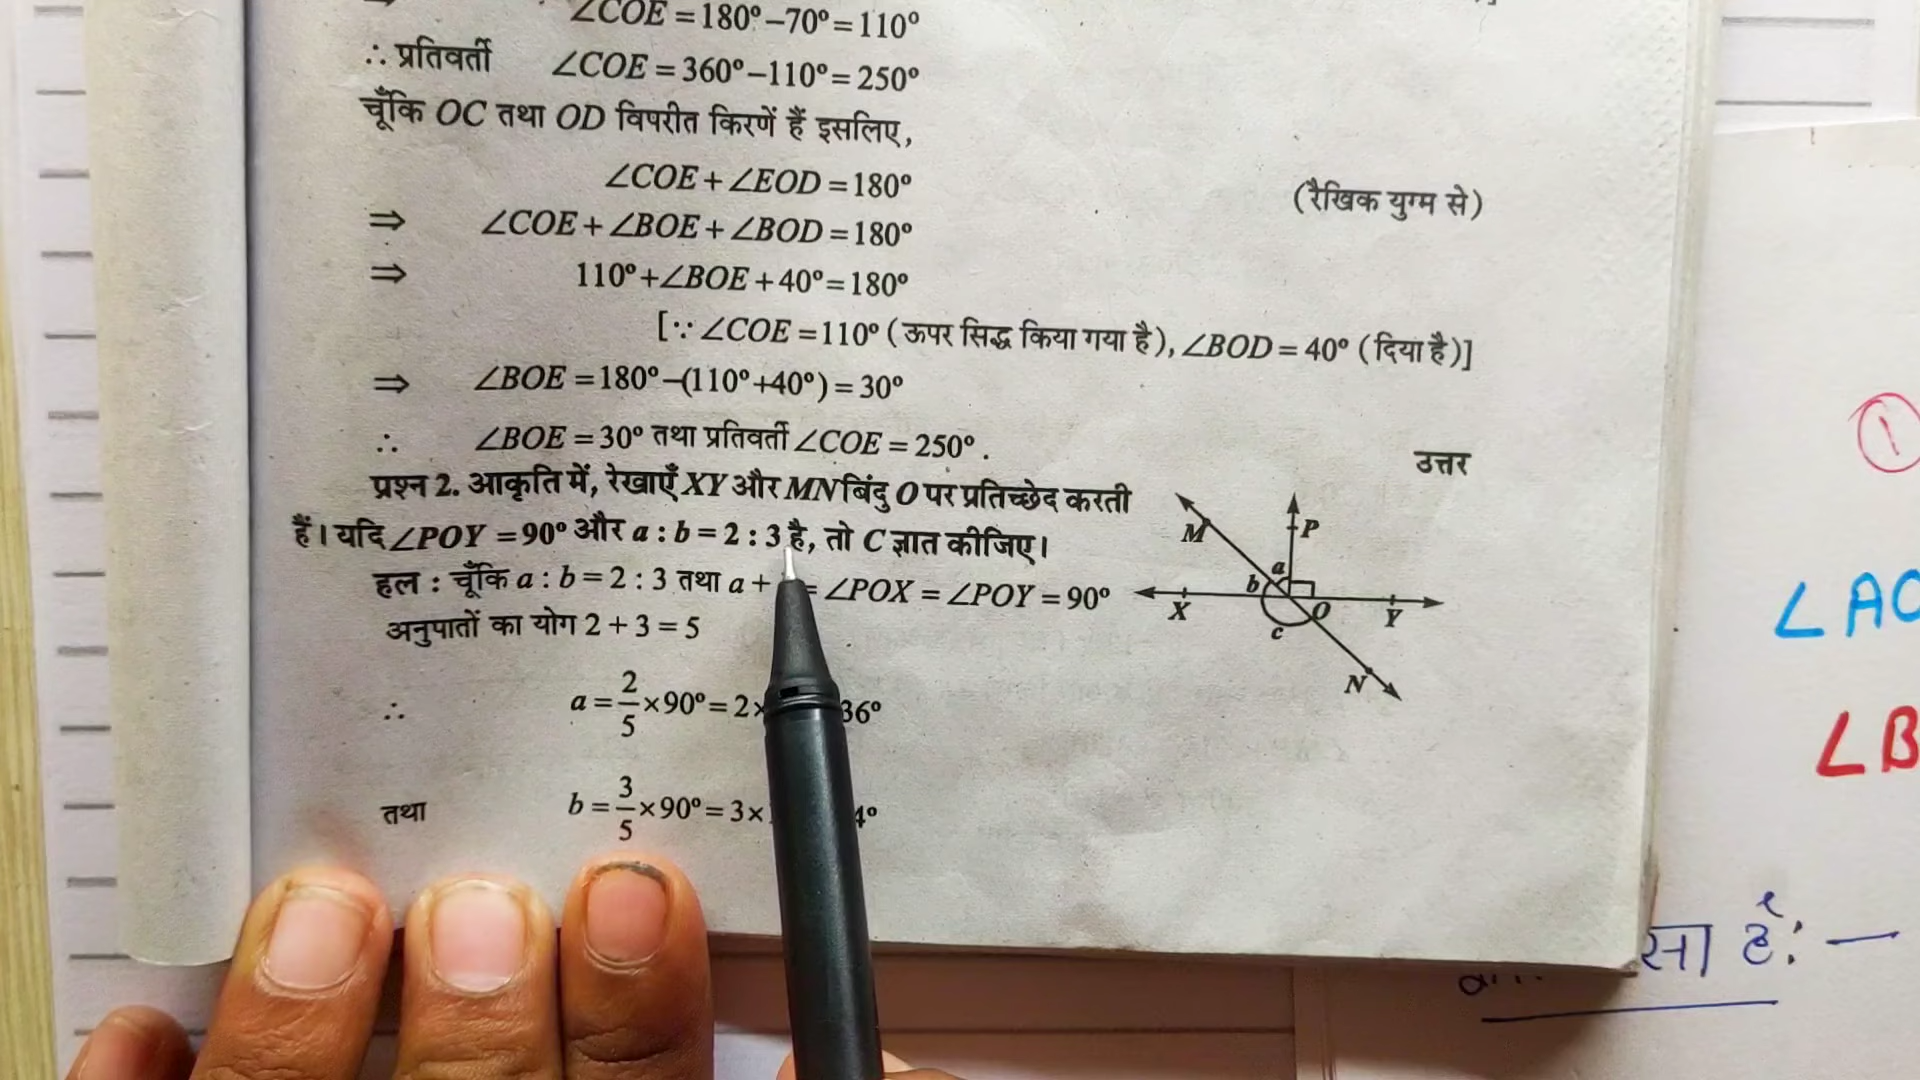 ∠COE = 180° – 70° = 110°
∴ प्रतिवर्ती ∠COE = 360° – 110° = 250°
चूँकि OC तथा OD विपरीत किरणें हैं इसलिए,
∠COE + ∠EOD = 180°
(रैखिक युग्म से)
⇒ ∠COE + ∠BOE + ∠BOD = 180°
⇒ 110° + ∠BOE + 40° = 180°
[∵ ∠COE = 110° (ऊपर सिद्ध किया गया है), ∠BOD = 40° (दिया है)]
⇒ ∠BOE = 180° – (110° + 40°) = 30°
∴ ∠BOE = 30° तथा प्रतिवर्ती ∠COE = 250°.
उत्तर
प्रश्न 2. आकृति में, रेखाएँ XY और MN बिंदु O पर प्रतिच्छेद करती
हैं। यदि ∠POY = 90° और a : b = 2 : 3 है, तो C ज्ञात कीजिए।
हल : चूँकि a : b = 2 : 3 तथा a + = ∠POX = ∠POY = 90°
अनुपातों का योग 2 + 3 = 5
∴ a = 2/5 × 90° = 2 × 36°
तथा b = 3/5 × 90° = 3 × 4°
M
P
a
b
X
O
Y
c
N
1
∠AO
∠B
सा है: —